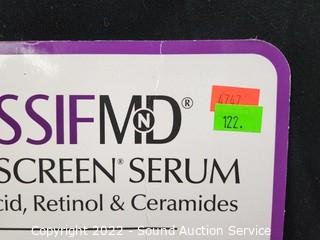 SSIFMD®
N
4747
122.
SCREEN® SERUM
cid, Retinol & Ceramides
Copyright 2022 - Sound Auction Service